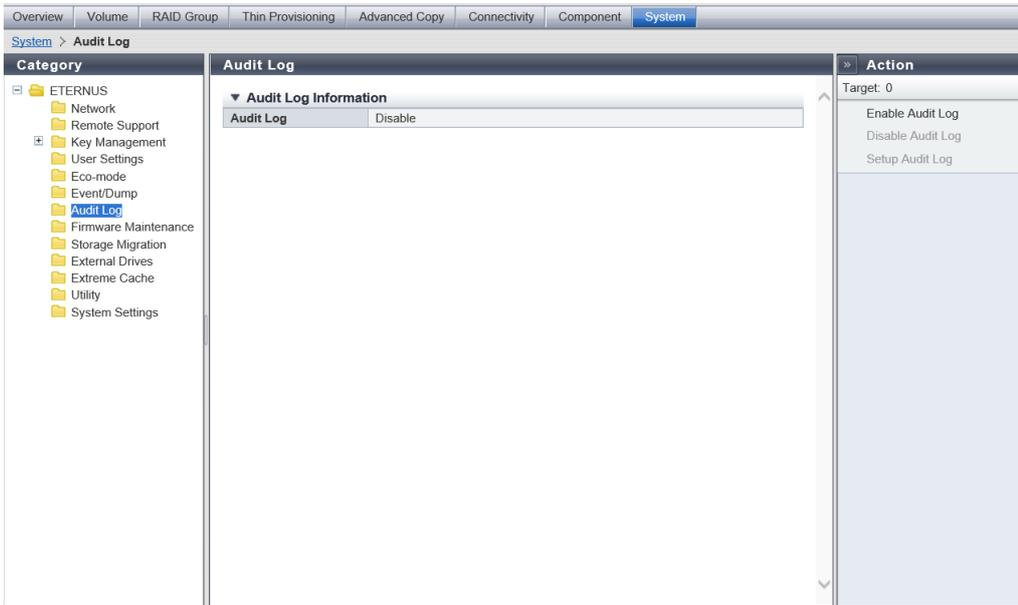 Overview Volume RAID Group Thin Provisioning Advanced Copy Connectivity Component System
System > Audit Log
Category
ETERNUS
Network
Remote Support
Key Management
User Settings
Eco-mode
Event/Dump
Audit Log
Firmware Maintenance
Storage Migration
External Drives
Extreme Cache
Utility
System Settings
Audit Log
Audit Log Information
Audit Log Disable
» Action
Target: 0
Enable Audit Log
Disable Audit Log
Setup Audit Log